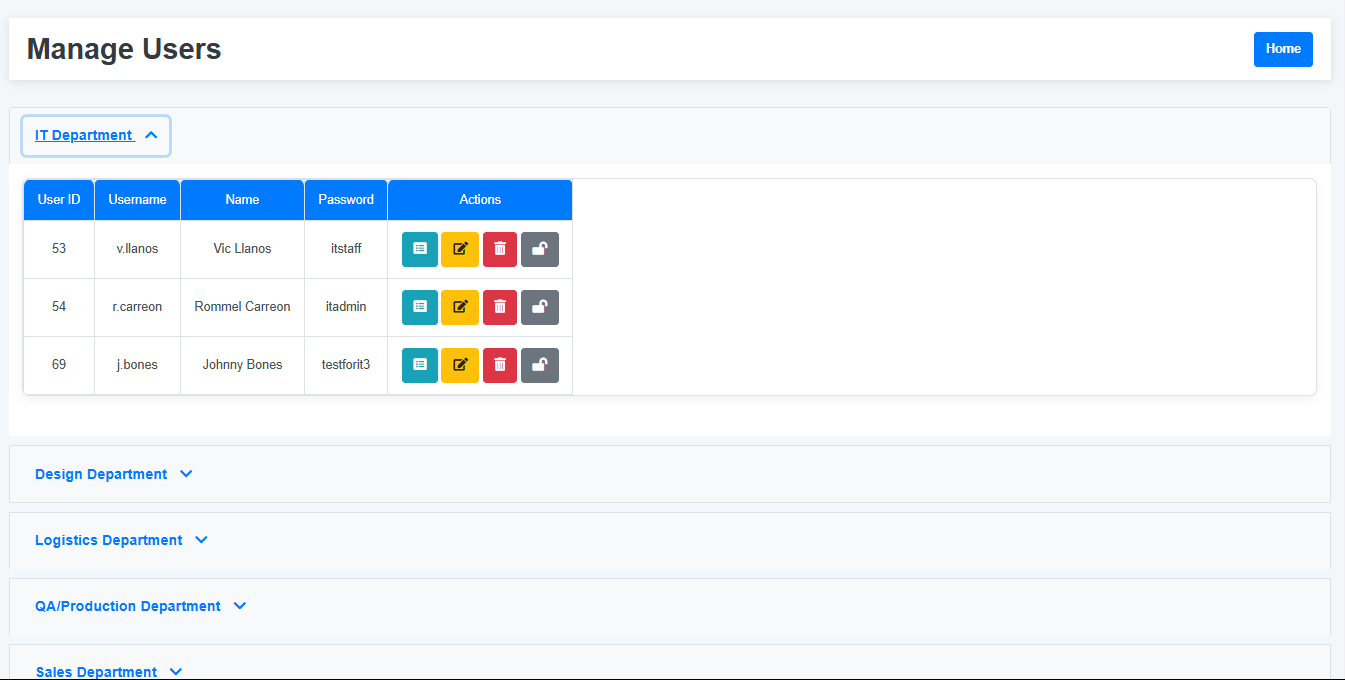 Manage Users
Home
IT Department
User ID Username Name Password Actions
53 v.llanos Vic Llanos itstaff
54 r.carreon Rommel Carreon itadmin
69 j.bones Johnny Bones testforit3
Design Department
Logistics Department
QA/Production Department
Sales Department